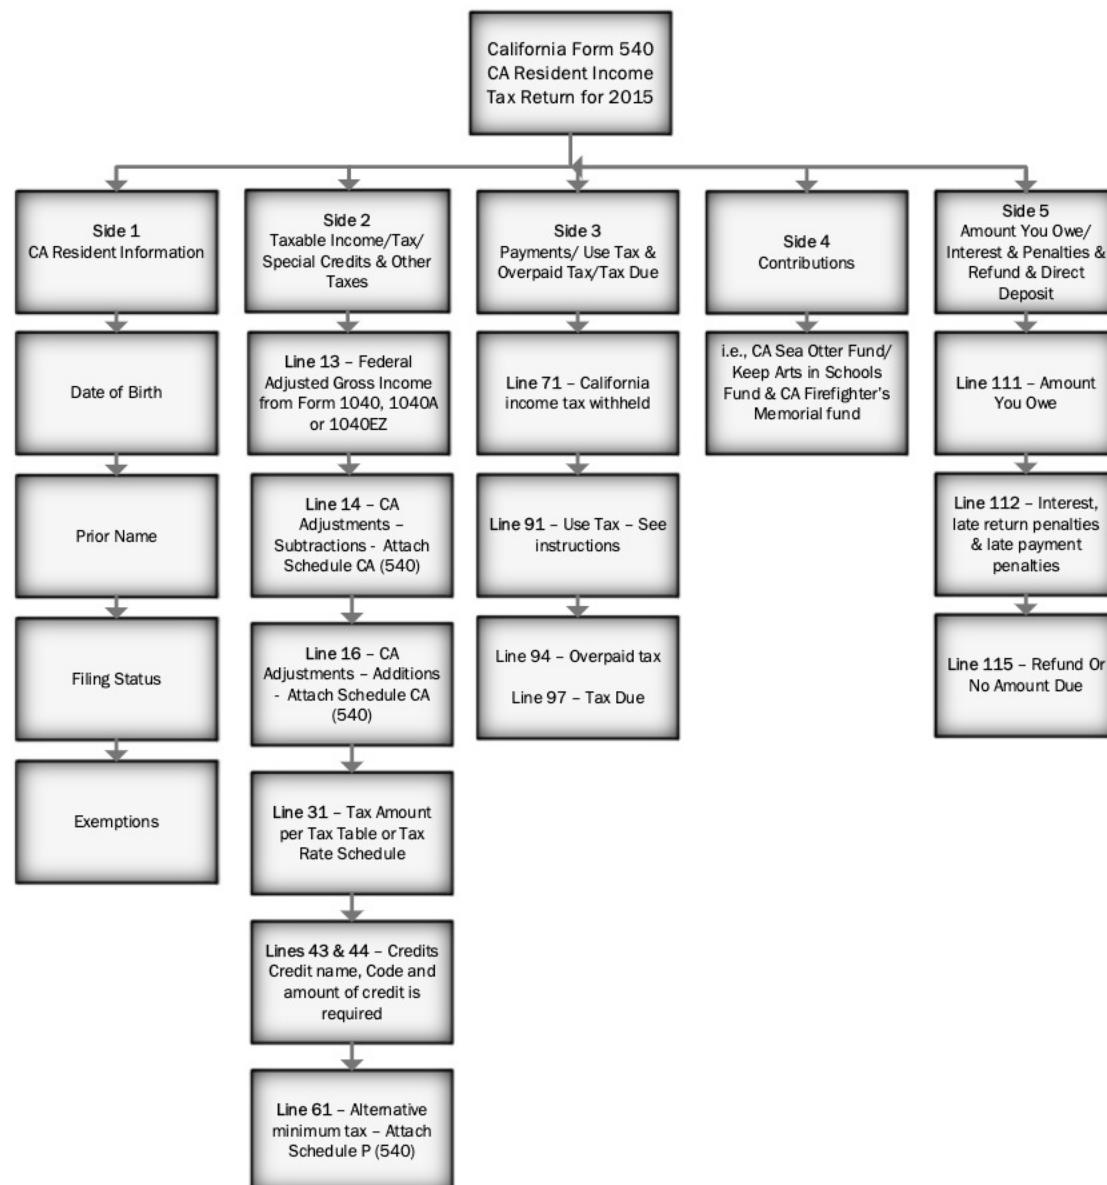 California Form 540
CA Resident Income
Tax Return for 2015
Side 1
CA Resident Information
Date of Birth
Prior Name
Filing Status
Exemptions
Side 2
Taxable Income/Tax/
Special Credits & Other
Taxes
Line 13 – Federal
Adjusted Gross Income
from Form 1040, 1040A
or 1040EZ
Line 14 – CA
Adjustments –
Subtractions - Attach
Schedule CA (540)
Line 16 – CA
Adjustments – Additions
- Attach Schedule CA
(540)
Line 31 – Tax Amount
per Tax Table or Tax
Rate Schedule
Lines 43 & 44 – Credits
Credit name, Code and
amount of credit is
required
Line 61 – Alternative
minimum tax – Attach
Schedule P (540)
Side 3
Payments/ Use Tax &
Overpaid Tax/Tax Due
Line 71 – California
income tax withheld
Line 91 – Use Tax – See
instructions
Line 94 – Overpaid tax
Line 97 – Tax Due
Side 4
Contributions
i.e., CA Sea Otter Fund/
Keep Arts in Schools
Fund & CA Firefighter's
Memorial fund
Side 5
Amount You Owe/
Interest & Penalties &
Refund & Direct
Deposit
Line 111 – Amount
You Owe
Line 112 – Interest,
late return penalties
& late payment
penalties
Line 115 – Refund Or
No Amount Due